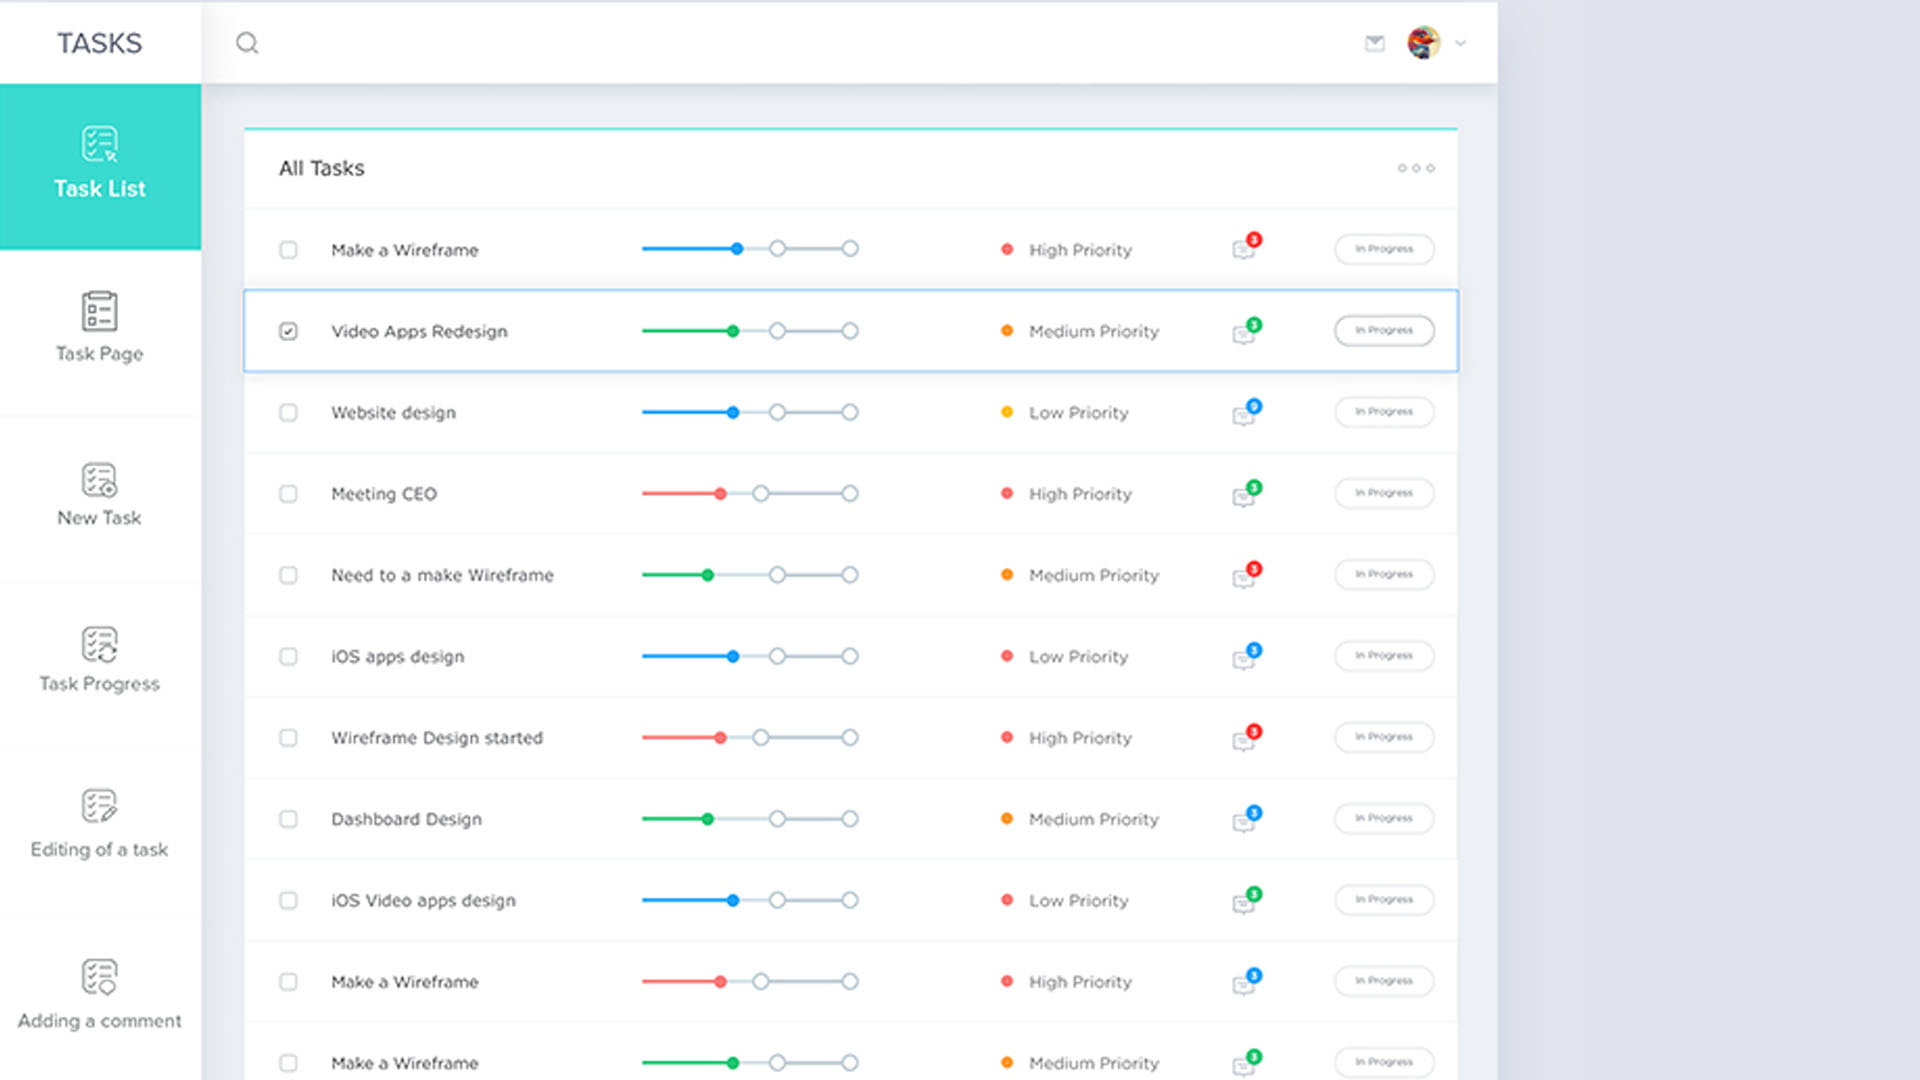 TASKS
Task List
Task Page
New Task
Task Progress
Editing of a task
Adding a comment
All Tasks
Make a Wireframe High Priority 3 In Progress
Video Apps Redesign Medium Priority 3 In Progress
Website design Low Priority 9 In Progress
Meeting CEO High Priority 3 In Progress
Need to a make Wireframe Medium Priority 3 In Progress
iOS apps design Low Priority 3 In Progress
Wireframe Design started High Priority 3 In Progress
Dashboard Design Medium Priority 3 In Progress
iOS Video apps design Low Priority 3 In Progress
Make a Wireframe High Priority 3 In Progress
Make a Wireframe Medium Priority 3 In Progress